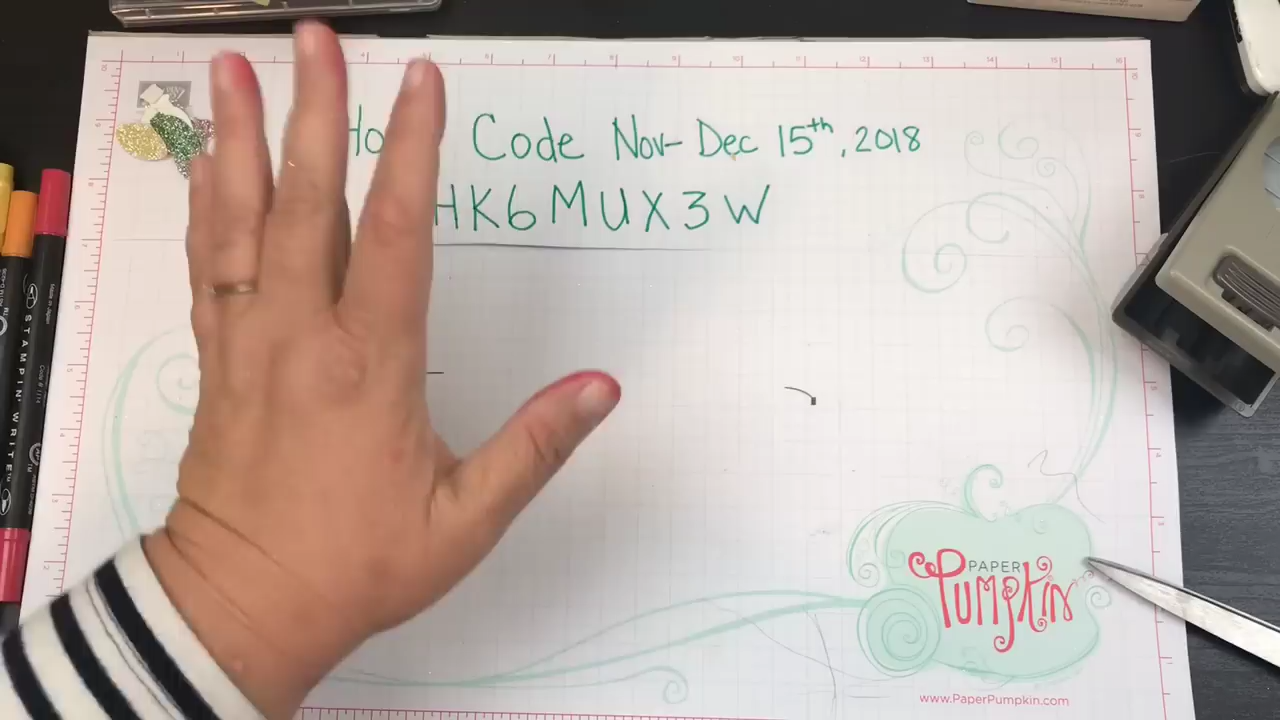 Ho Code Nov-Dec 15th, 2018
HK6MUX3W
STAMPIN' WRITE
PAPER
PUMPKIN
www.PaperPumpkin.com